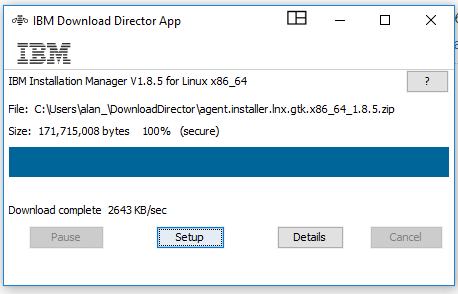 IBM Download Director App
IBM
IBM Installation Manager V1.8.5 for Linux x86_64
?
File: C:\Users\alan_\DownloadDirector\agent.installer.lnx.gtk.x86_64_1.8.5.zip
Size: 171,715,008 bytes 100% (secure)
Download complete 2643 KB/sec
Pause Setup Details Cancel